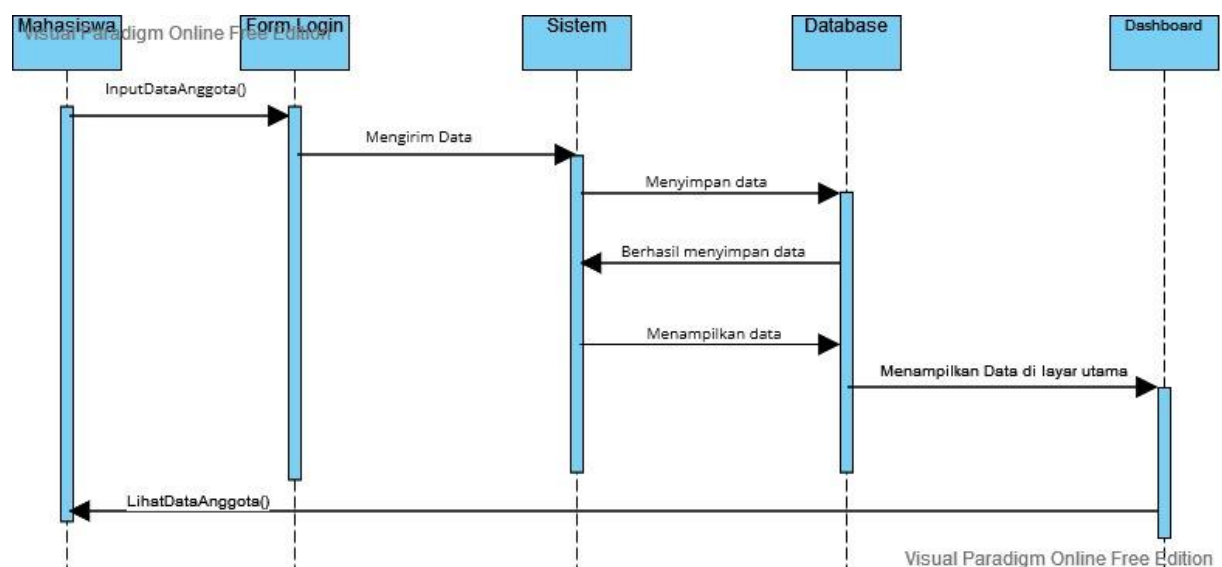 Mahasiswa
Form Login
Sistem
Database
Dashboard
Visual Paradigm Online Free Edition
InputDataAnggota()
Mengirim Data
Menyimpan data
Berhasil menyimpan data
Menampilkan data
Menampilkan Data di layar utama
LihatDataAnggota()
Visual Paradigm Online Free Edition